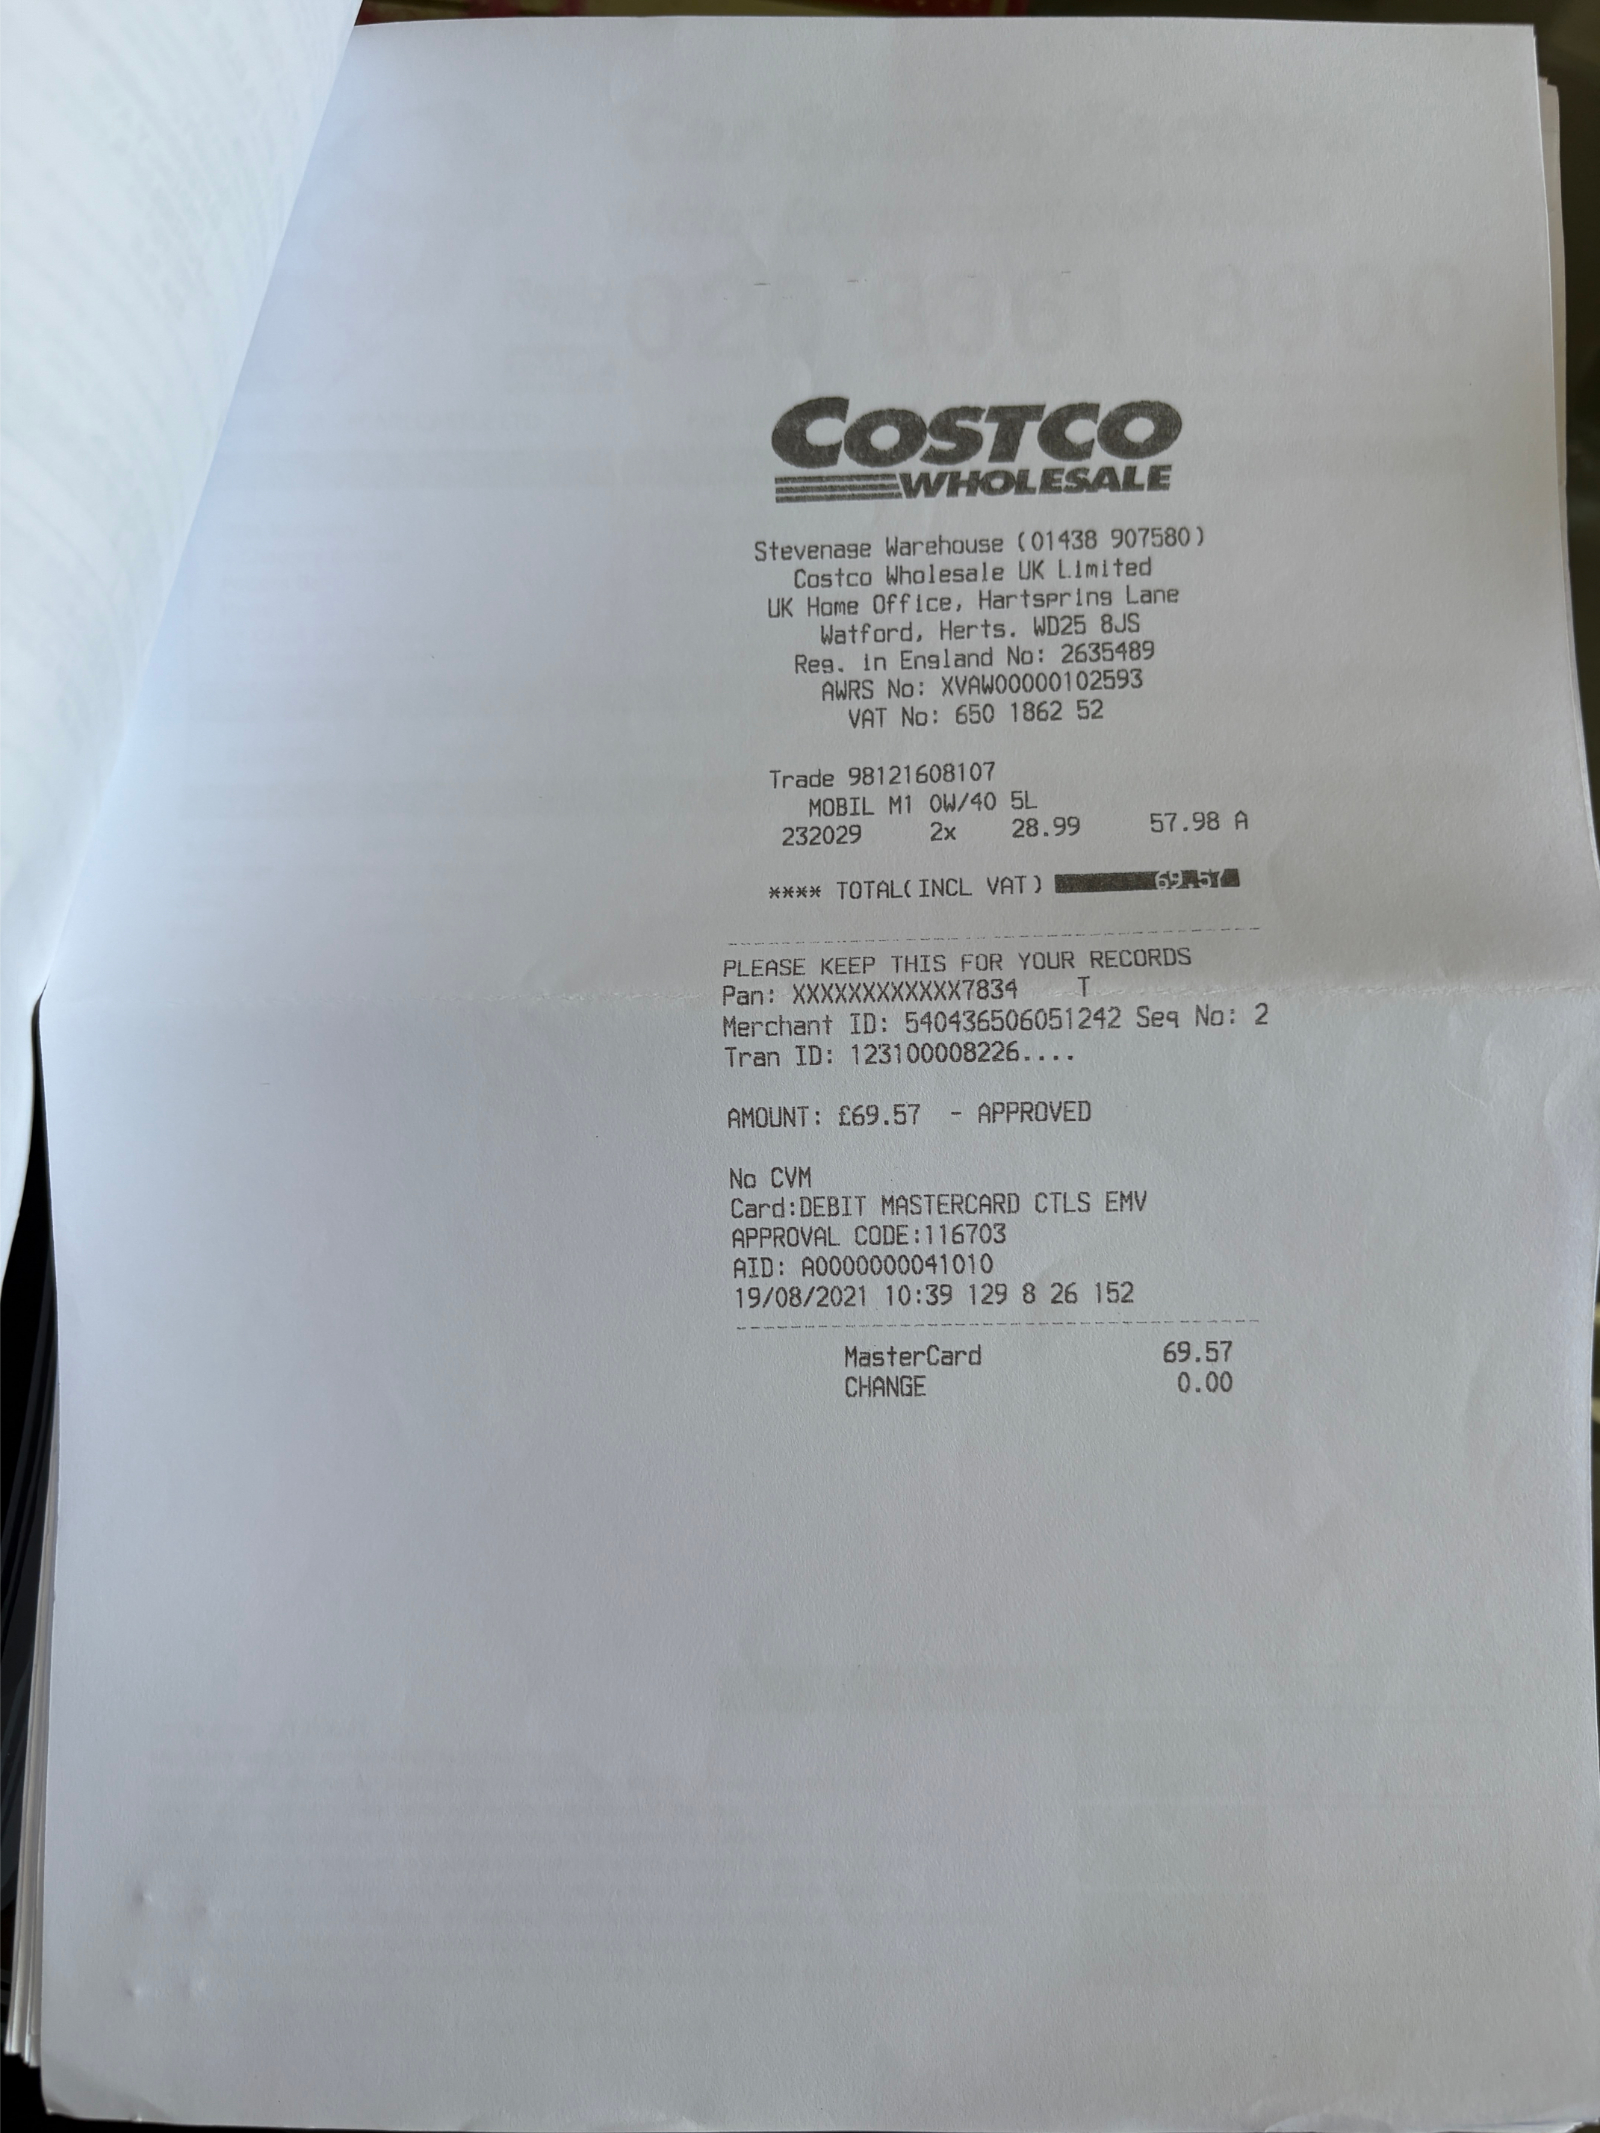 COSTCO
WHOLESALE
Stevenage Warehouse (01438 907580)
Costco Wholesale UK Limited
UK Home Office, Hartspring Lane
Watford, Herts. WD25 8JS
Reg. in England No: 2635489
AWRS No: XVAW00000102593
VAT No: 650 1862 52
Trade 98121608107
MOBIL M1 0W/40 5L
232029 2x 28.99 57.98 A
**** TOTAL(INCL VAT) 69.57
PLEASE KEEP THIS FOR YOUR RECORDS
Pan: XXXXXXXXXXXX7834 T
Merchant ID: 540436506051242 Seq No: 2
Tran ID: 123100008226....
AMOUNT: £69.57 - APPROVED
No CVM
Card:DEBIT MASTERCARD CTLS EMV
APPROVAL CODE:116703
AID: A0000000041010
19/08/2021 10:39 129 8 26 152
MasterCard 69.57
CHANGE 0.00